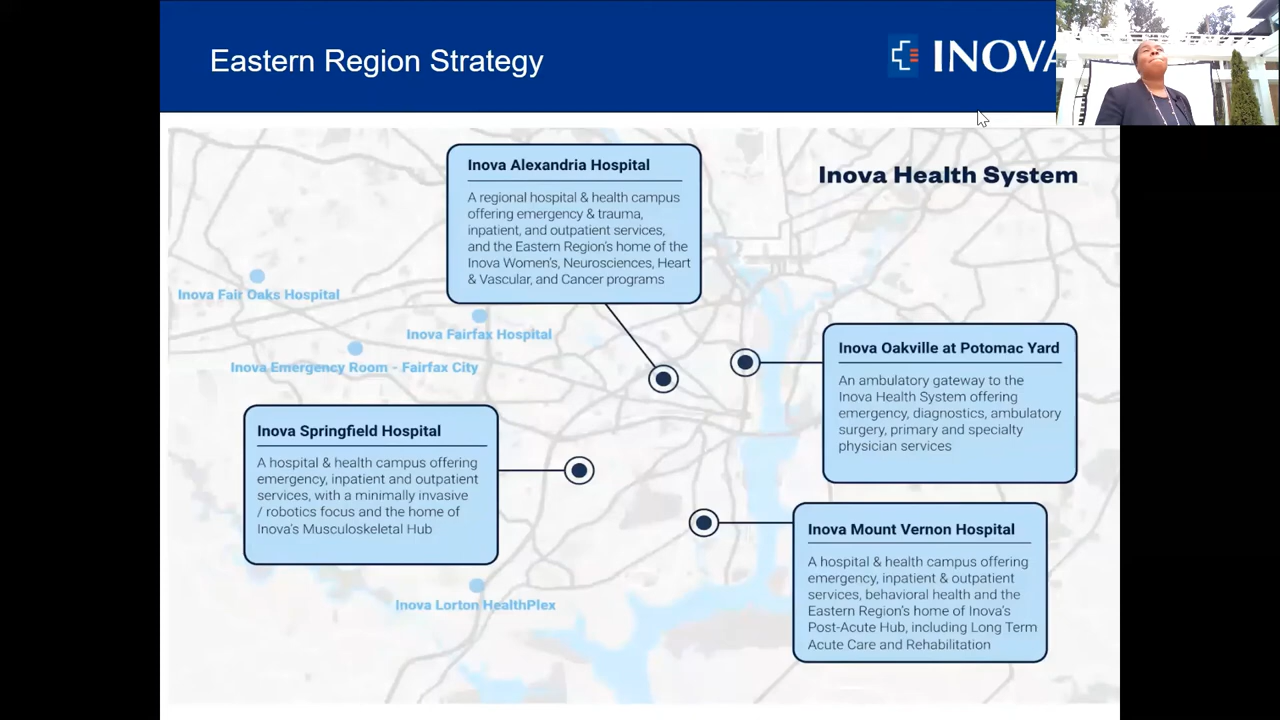 Eastern Region Strategy
INOVA
Inova Health System
Inova Alexandria Hospital
A regional hospital & health campus
offering emergency & trauma,
inpatient, and outpatient services,
and the Eastern Region's home of the
Inova Women's, Neurosciences, Heart
& Vascular, and Cancer programs
Inova Fair Oaks Hospital
Inova Fairfax Hospital
Inova Emergency Room - Fairfax City
Inova Oakville at Potomac Yard
An ambulatory gateway to the
Inova Health System offering
emergency, diagnostics, ambulatory
surgery, primary and specialty
physician services
Inova Springfield Hospital
A hospital & health campus offering
emergency, inpatient and outpatient
services, with a minimally invasive
/ robotics focus and the home of
Inova's Musculoskeletal Hub
Inova Mount Vernon Hospital
A hospital & health campus offering
emergency, inpatient & outpatient
services, behavioral health and the
Eastern Region's home of Inova's
Post-Acute Hub, including Long Term
Acute Care and Rehabilitation
Inova Lorton HealthPlex